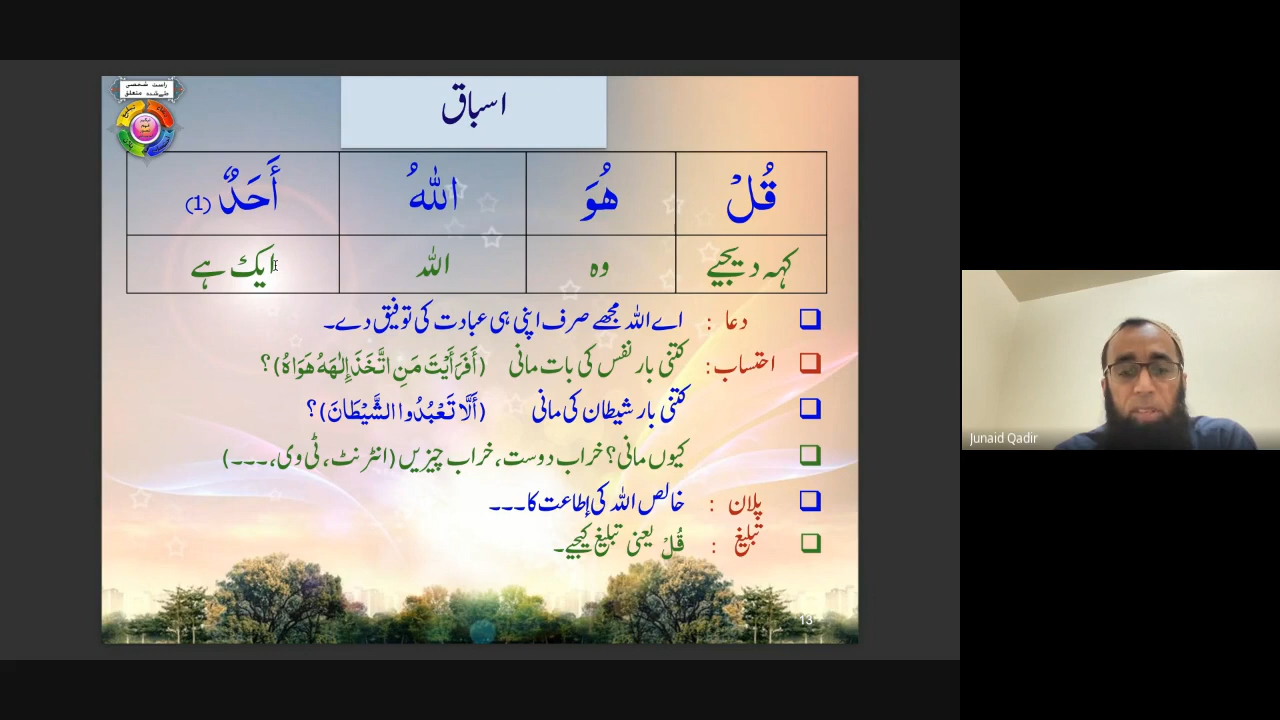 اسباق
قُلْ هُوَ اللهُ أَحَدٌ (1)
کہہ دیجیے وہ اللہ ایک ہے
دعا : اے اللہ مجھے صرف اپنی ہی عبادت کی توفیق دے۔
احتساب: کتنی بار نفس کی بات مانی (أَفَرَأَيْتَ مَنِ اتَّخَذَ إِلٰهَهُ هَوَاهُ)؟
کتنی بار شیطان کی مانی (أَلَّا تَعْبُدُوا الشَّيْطَانَ)؟
کیوں مانی؟ خراب دوست، خراب چیزیں (انٹرنٹ، ٹی وی،۔۔۔)
پلان : خالص اللہ کی إطاعت کا۔۔۔
تبلیغ : قُلْ یعنی تبلیغ کیجیے۔
13
Junaid Qadir